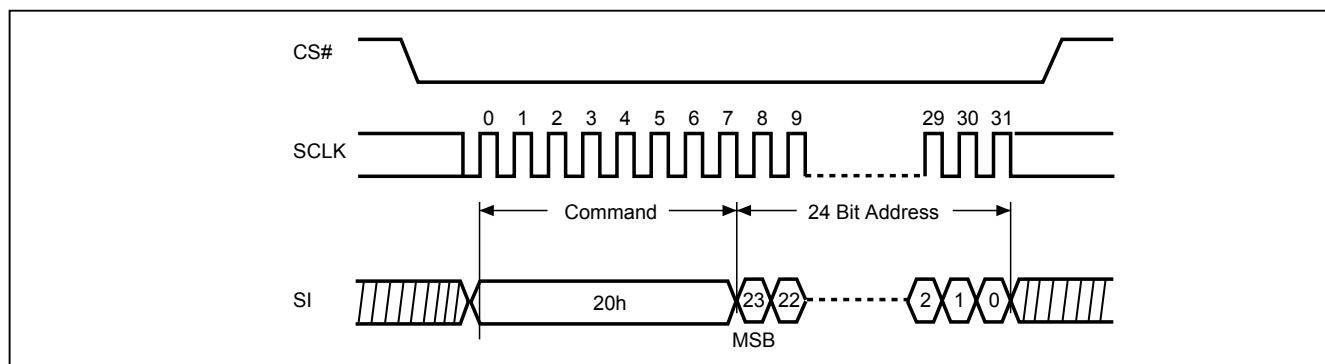 CS#
0 1 2 3 4 5 6 7 8 9 29 30 31
SCLK
Command 24 Bit Address
SI 20h 23 22 2 1 0
MSB